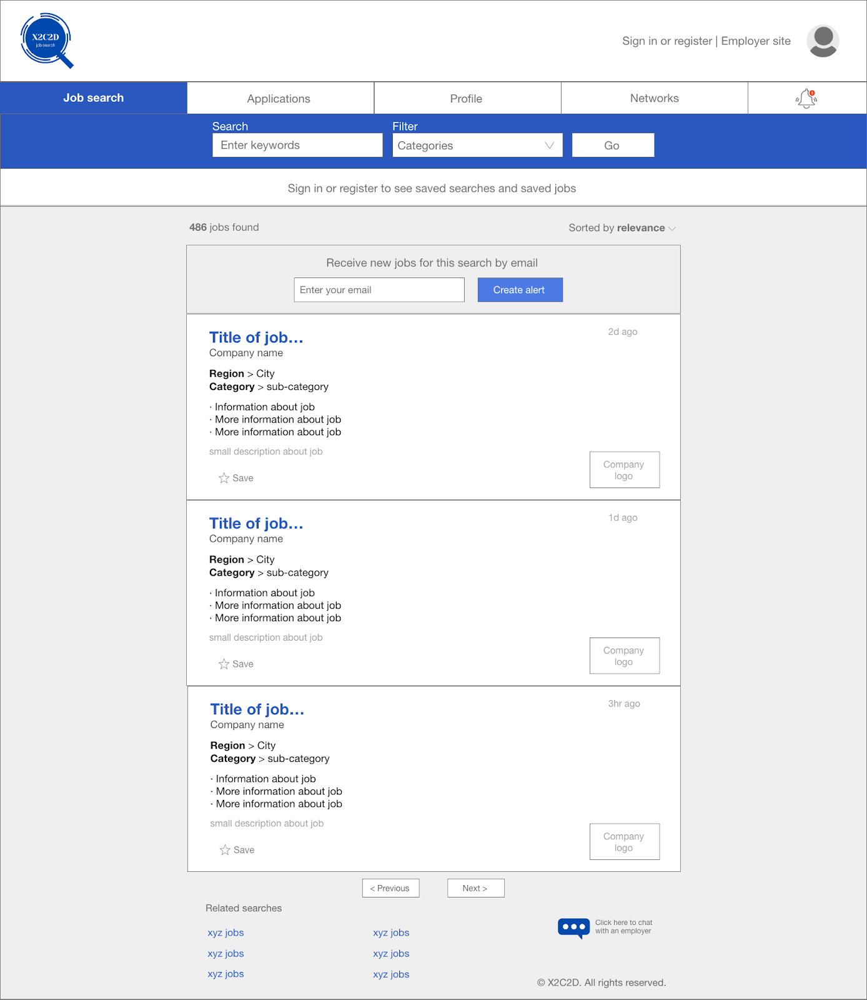 X2C2D
job search
Sign in or register | Employer site
Job search
Applications
Profile
Networks
1
Search
Filter
Enter keywords
Categories
Go
Sign in or register to see saved searches and saved jobs
486 jobs found
Sorted by relevance
Receive new jobs for this search by email
Enter your email
Create alert
Title of job...
2d ago
Company name
Region > City
Category > sub-category
· Information about job
· More information about job
· More information about job
small description about job
Save
Company
logo
Title of job...
1d ago
Company name
Region > City
Category > sub-category
· Information about job
· More information about job
· More information about job
small description about job
Save
Company
logo
Title of job...
3hr ago
Company name
Region > City
Category > sub-category
· Information about job
· More information about job
· More information about job
small description about job
Save
Company
logo
< Previous
Next >
Related searches
Click here to chat
with an employer
xyz jobs
xyz jobs
xyz jobs
xyz jobs
xyz jobs
xyz jobs
© X2C2D. All rights reserved.